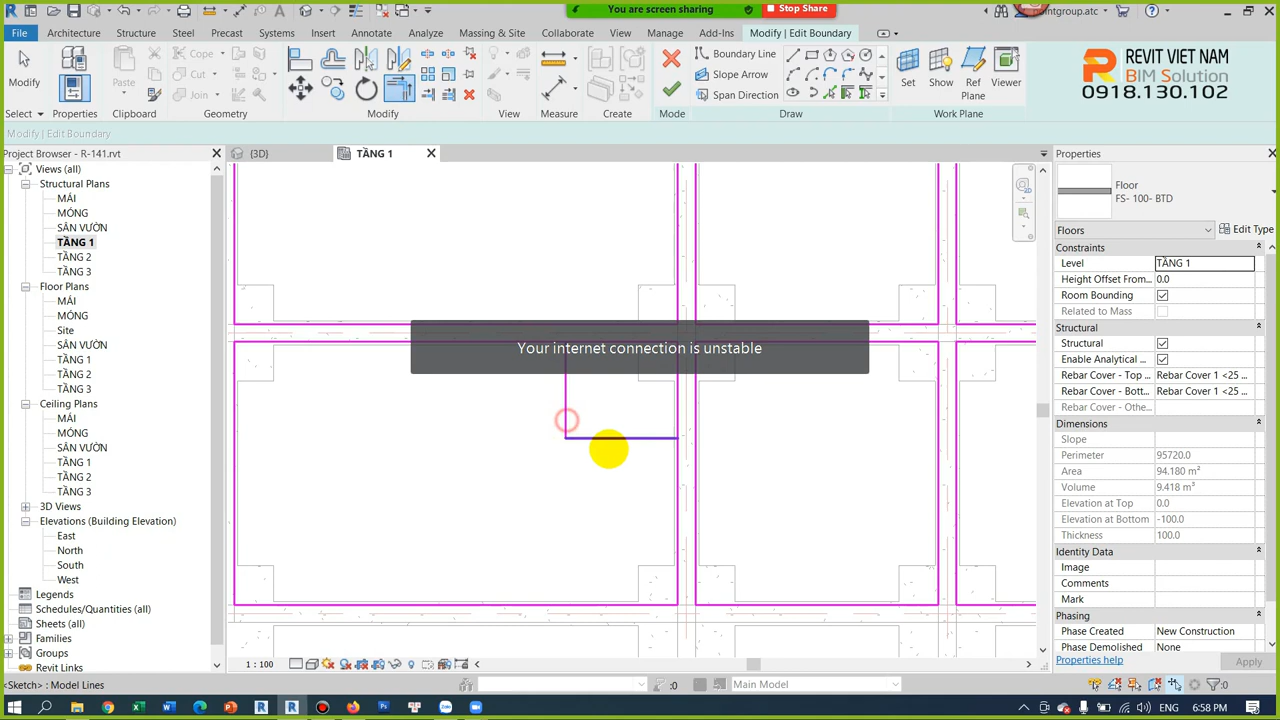 You are screen sharing
Stop Share
antgroup.atc
File Architecture Structure Steel Precast Systems Insert Annotate Analyze Massing & Site Collaborate View Manage Add-Ins Modify | Edit Boundary
Modify
Paste
Cope
Cut
Join
Boundary Line
Slope Arrow
Span Direction
Set Show Ref Plane Viewer
Select Properties Clipboard Geometry Modify View Measure Create Mode Draw Work Plane
REVIT VIET NAM
BIM Solution
0918.130.102
Modify | Edit Boundary
Project Browser - R-141.rvt
{3D}
TẦNG 1
Properties
Views (all)
Structural Plans
MÁI
MÓNG
SÂN VƯỜN
TẦNG 1
TẦNG 2
TẦNG 3
Floor Plans
MÁI
MÓNG
Site
SÂN VƯỜN
TẦNG 1
TẦNG 2
TẦNG 3
Ceiling Plans
MÁI
MÓNG
SÂN VƯỜN
TẦNG 1
TẦNG 2
TẦNG 3
3D Views
Elevations (Building Elevation)
East
North
South
West
Legends
Schedules/Quantities (all)
Sheets (all)
Families
Groups
Revit Links
Your internet connection is unstable
Floor
FS- 100- BTD
Floors
Edit Type
Constraints
Level TẦNG 1
Height Offset From... 0.0
Room Bounding
Related to Mass
Structural
Structural
Enable Analytical ...
Rebar Cover - Top ... Rebar Cover 1 <25 ...
Rebar Cover - Bott... Rebar Cover 1 <25 ...
Rebar Cover - Othe...
Dimensions
Slope
Perimeter 95720.0
Area 94.180 m²
Volume 9.418 m³
Elevation at Top 0.0
Elevation at Bottom -100.0
Thickness 100.0
Identity Data
Image
Comments
Mark
Phasing
Phase Created New Construction
Phase Demolished None
Properties help
Apply
1 : 100
<Sketch> : Model Lines
:0
Main Model
:0
6:58 PM